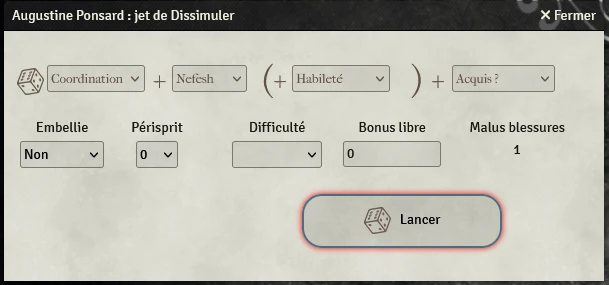 Augustine Ponsard : jet de Dissimuler
✕ Fermer
Coordination + Nefesh (+ Habileté ) + Acquis ?
Embellie Périsprit Difficulté Bonus libre Malus blessures
Non 0 0 1
Lancer